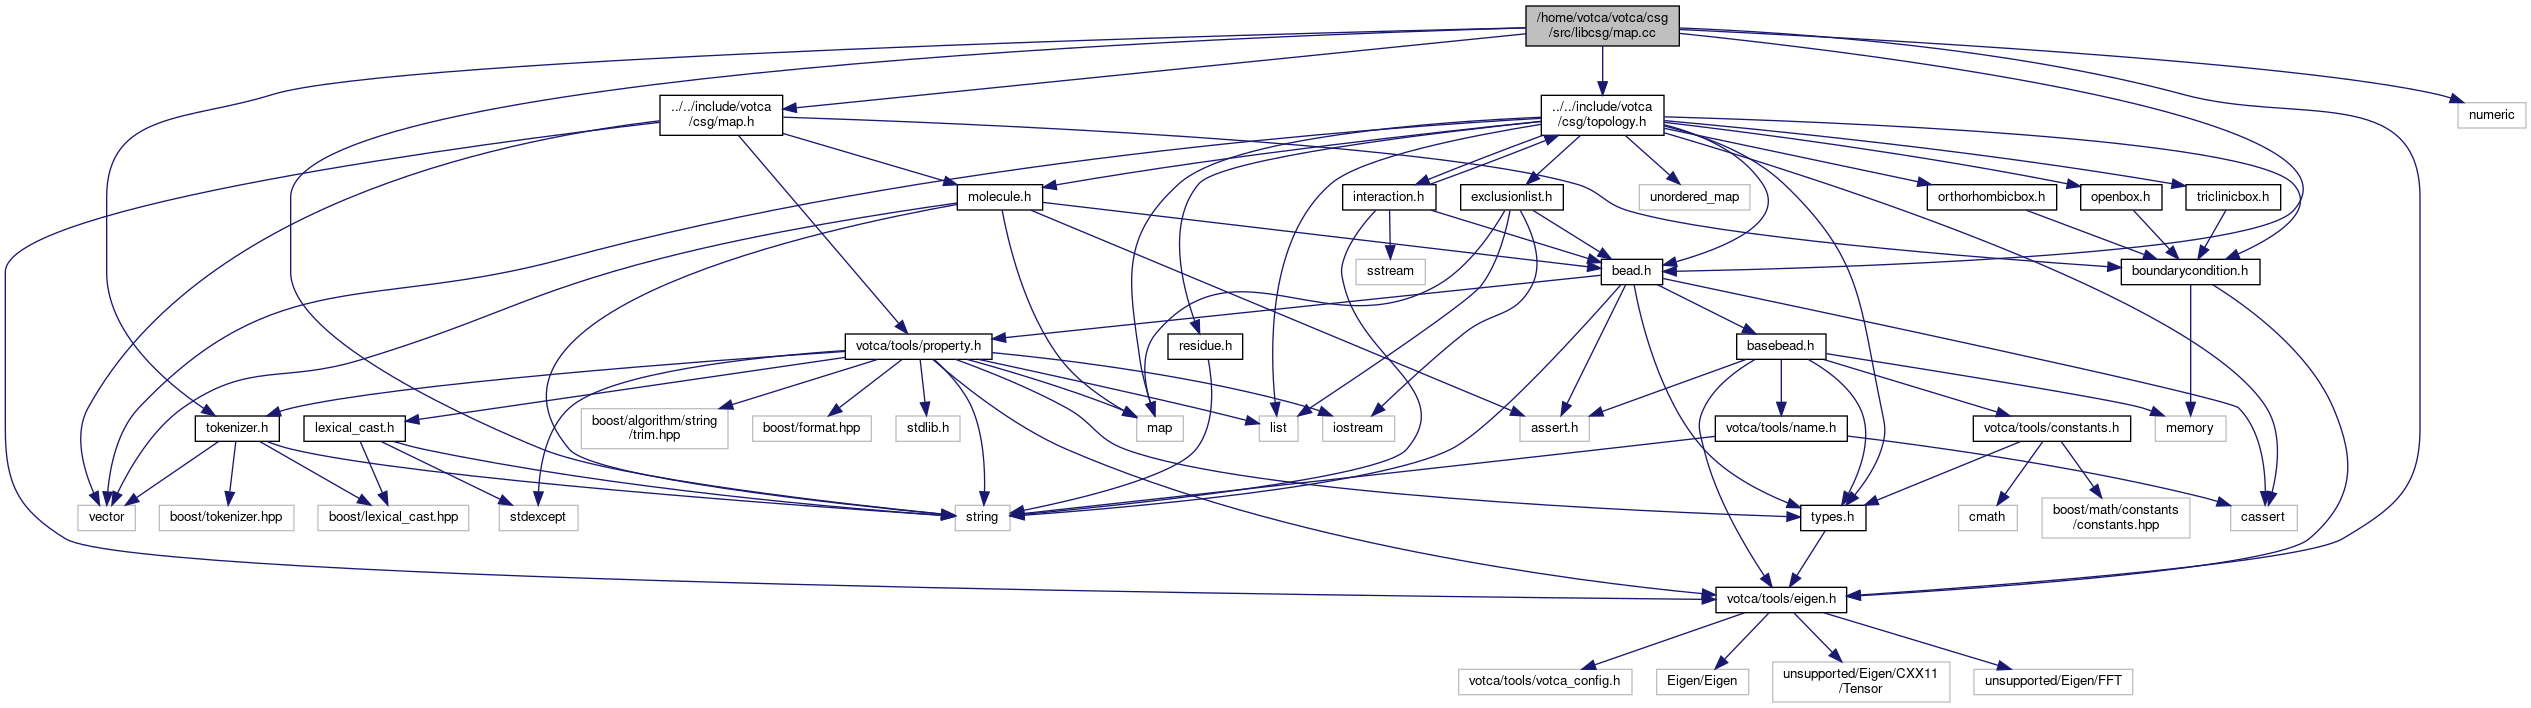 /home/votca/votca/csg
/src/libcsg/map.cc
../../include/votca
/csg/map.h
../../include/votca
/csg/topology.h
numeric
molecule.h
interaction.h
exclusionlist.h
unordered_map
orthorhombicbox.h
openbox.h
triclinicbox.h
sstream
bead.h
boundarycondition.h
votca/tools/property.h
residue.h
basebead.h
tokenizer.h
lexical_cast.h
boost/algorithm/string
/trim.hpp
boost/format.hpp
stdlib.h
map
list
iostream
assert.h
votca/tools/name.h
votca/tools/constants.h
memory
vector
boost/tokenizer.hpp
boost/lexical_cast.hpp
stdexcept
string
types.h
cmath
boost/math/constants
/constants.hpp
cassert
votca/tools/eigen.h
votca/tools/votca_config.h
Eigen/Eigen
unsupported/Eigen/CXX11
/Tensor
unsupported/Eigen/FFT